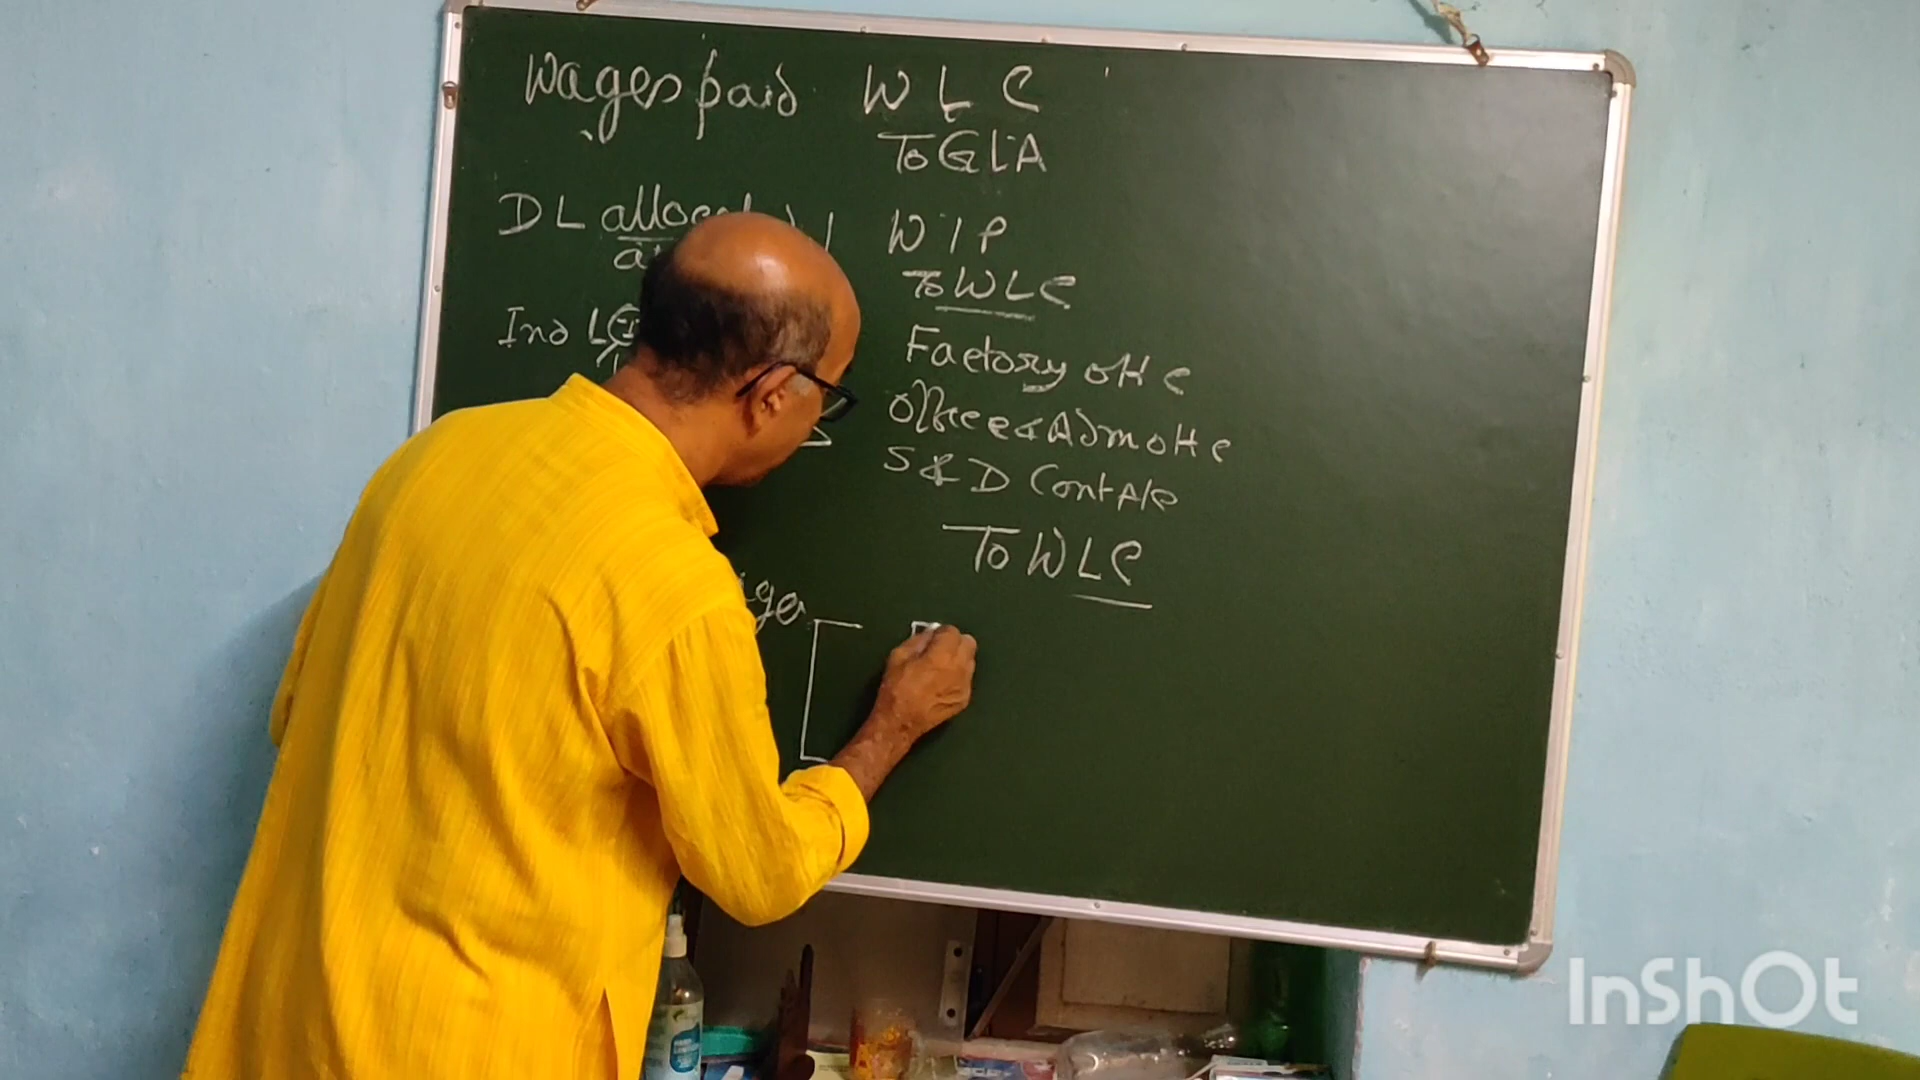 Wages paid WLC
To GLA
DL WIP
To WLC
Ind L
Factory OHC
Office & Adm OHC
S & D Cont A/c
To WLC
InShOt